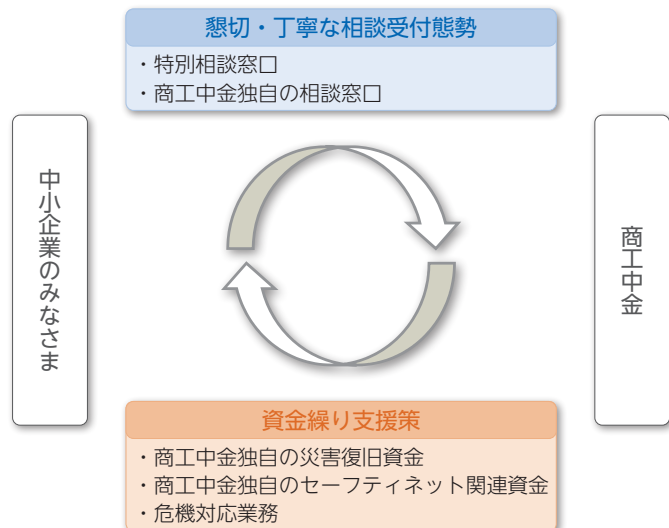 懇切・丁寧な相談受付態勢
・特別相談窓口
・商工中金独自の相談窓口
中小企業のみなさま
商工中金
資金繰り支援策
・商工中金独自の災害復旧資金
・商工中金独自のセーフティネット関連資金
・危機対応業務